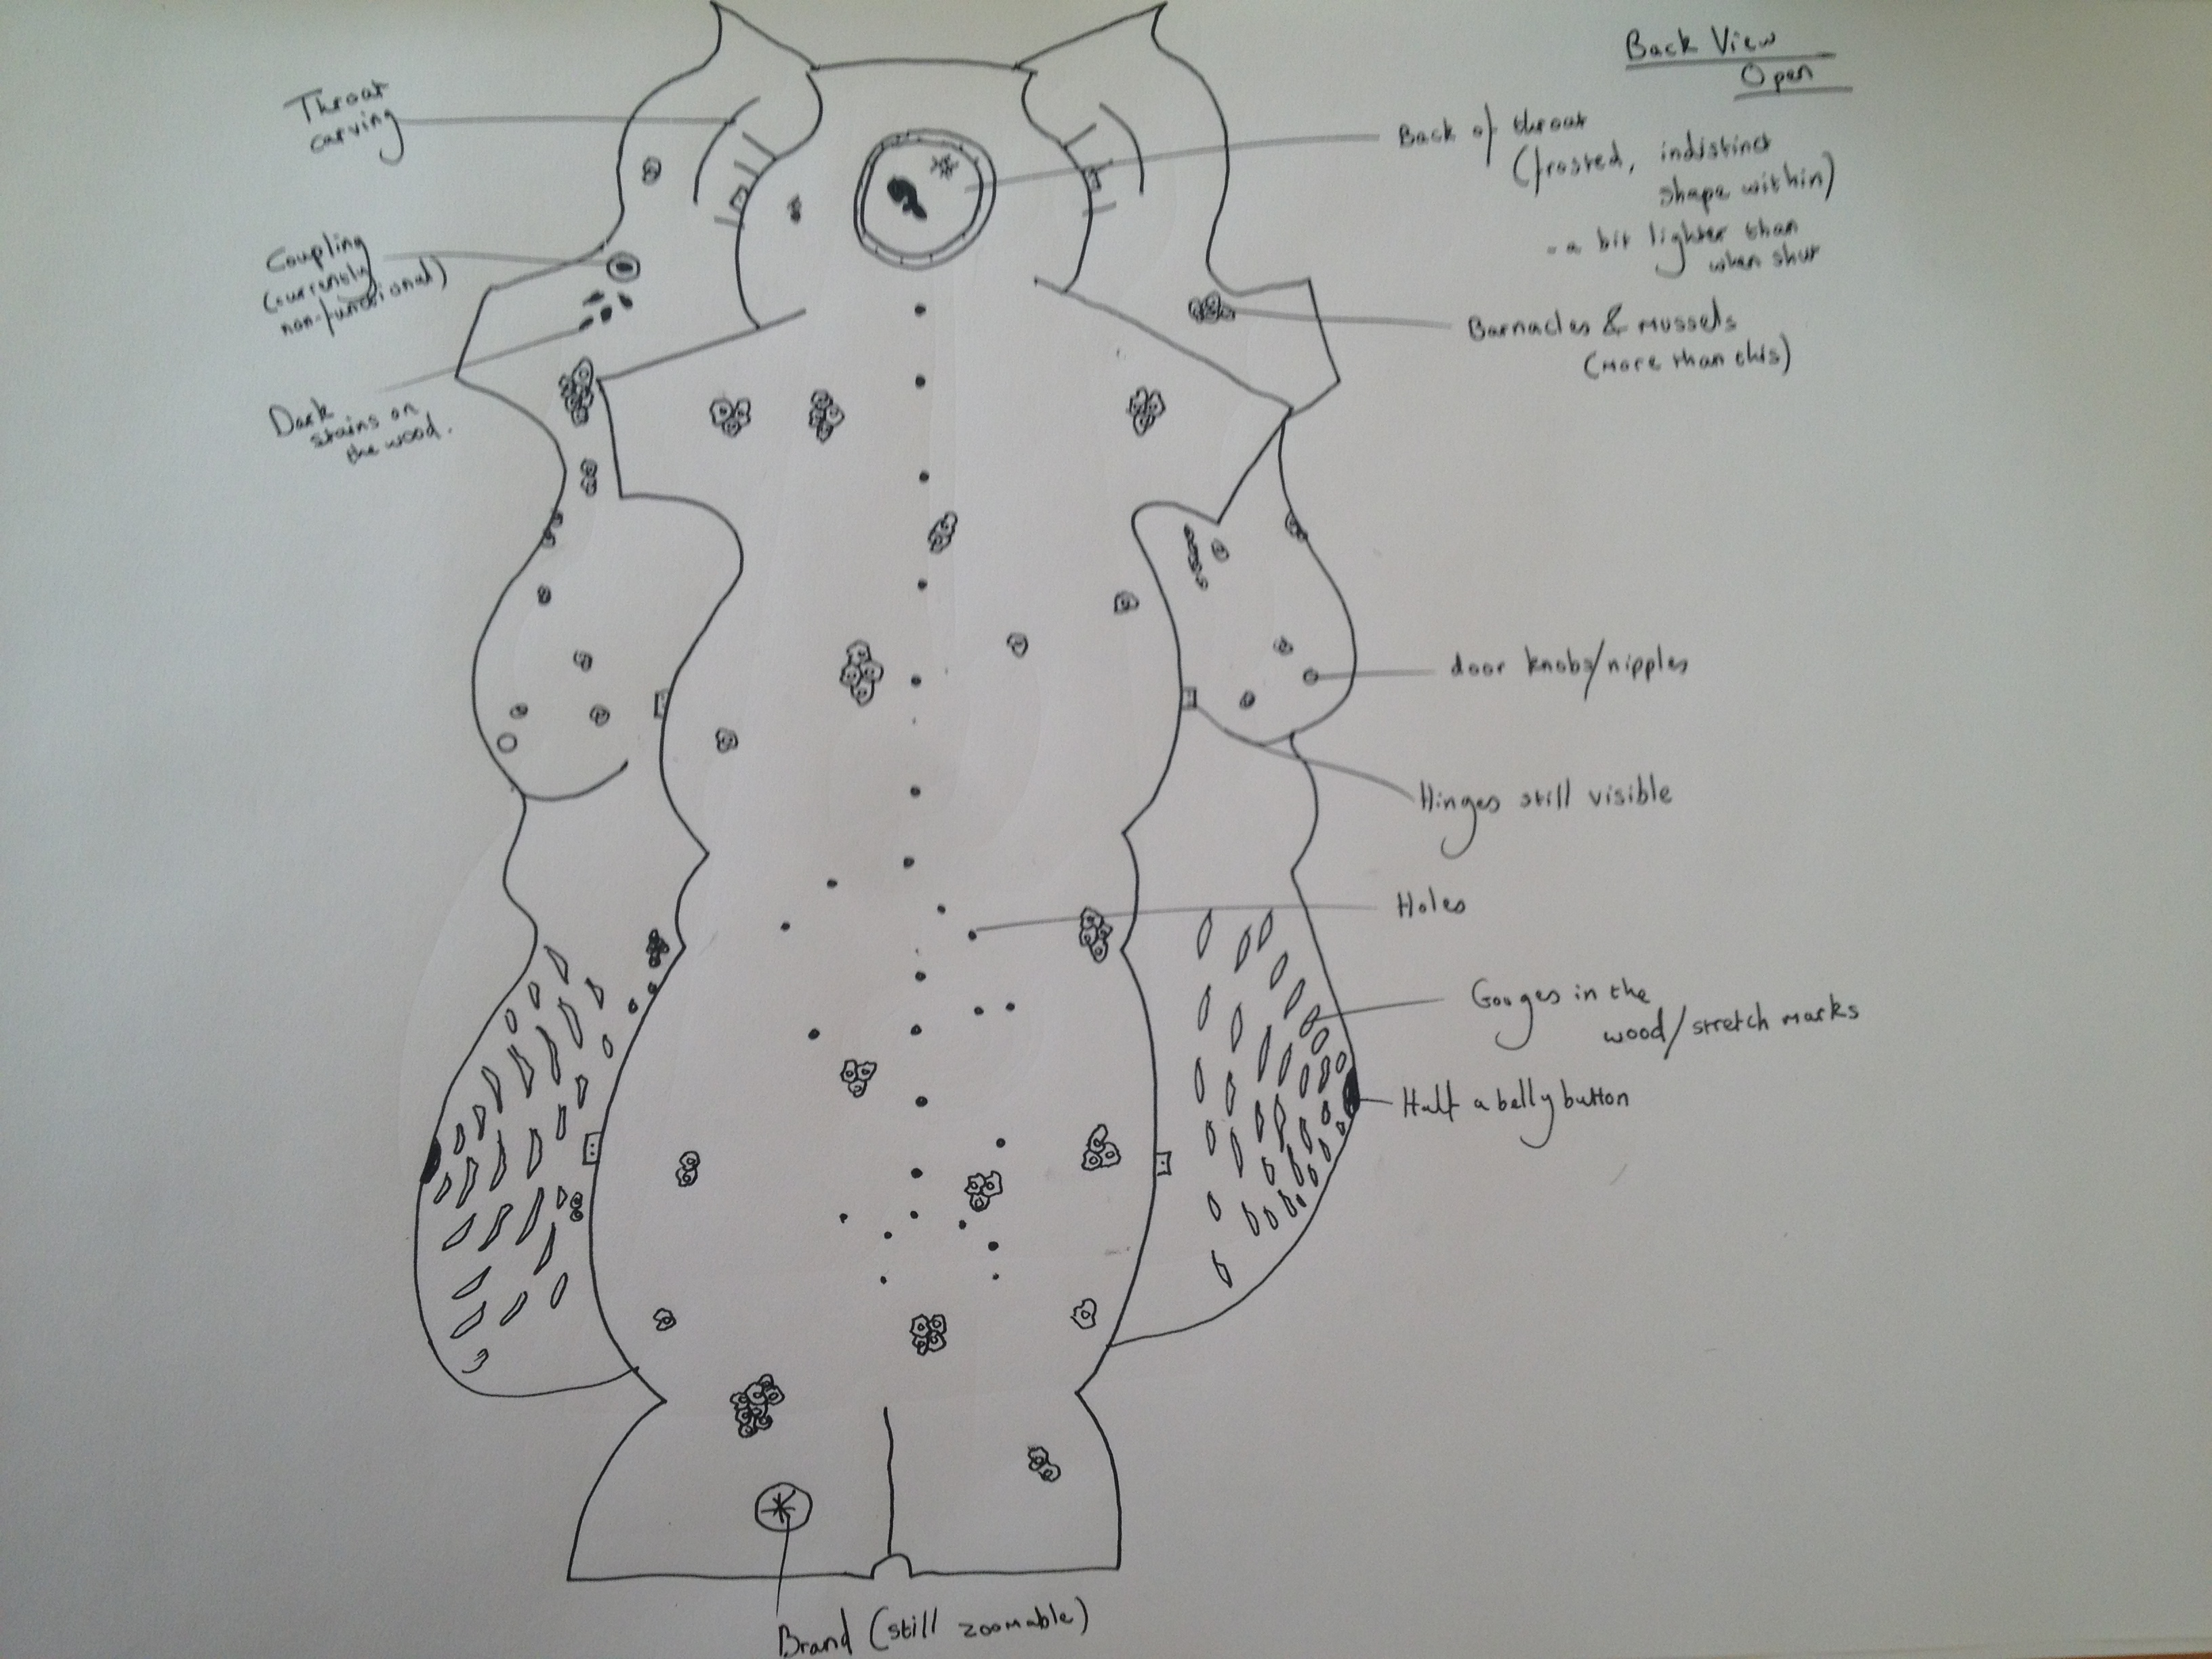 Back View
Open
Throat
carving
Back of throat
(frosted, indistinct
shape within)
- a bit lighter than
when shut
Coupling
(currently
non-functional)
Barnacles & Mussels
(More than this)
Dark
stains on
the wood.
door knobs/nipples
Hinges still visible
Holes
Gouges in the
wood/stretch marks
Half a belly button
Brand (still zoomable)